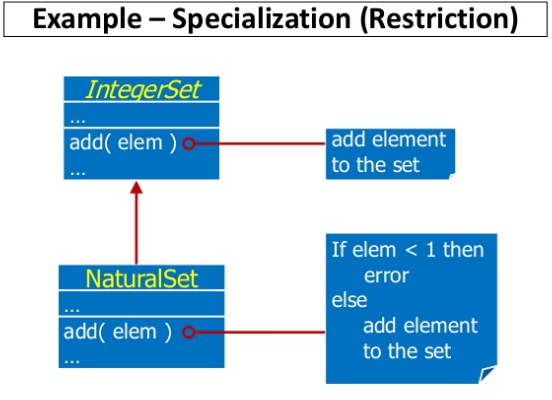 Example – Specialization (Restriction)
IntegerSet
...
add( elem )
...
add element
to the set
NaturalSet
...
add( elem )
...
If elem < 1 then
error
else
add element
to the set